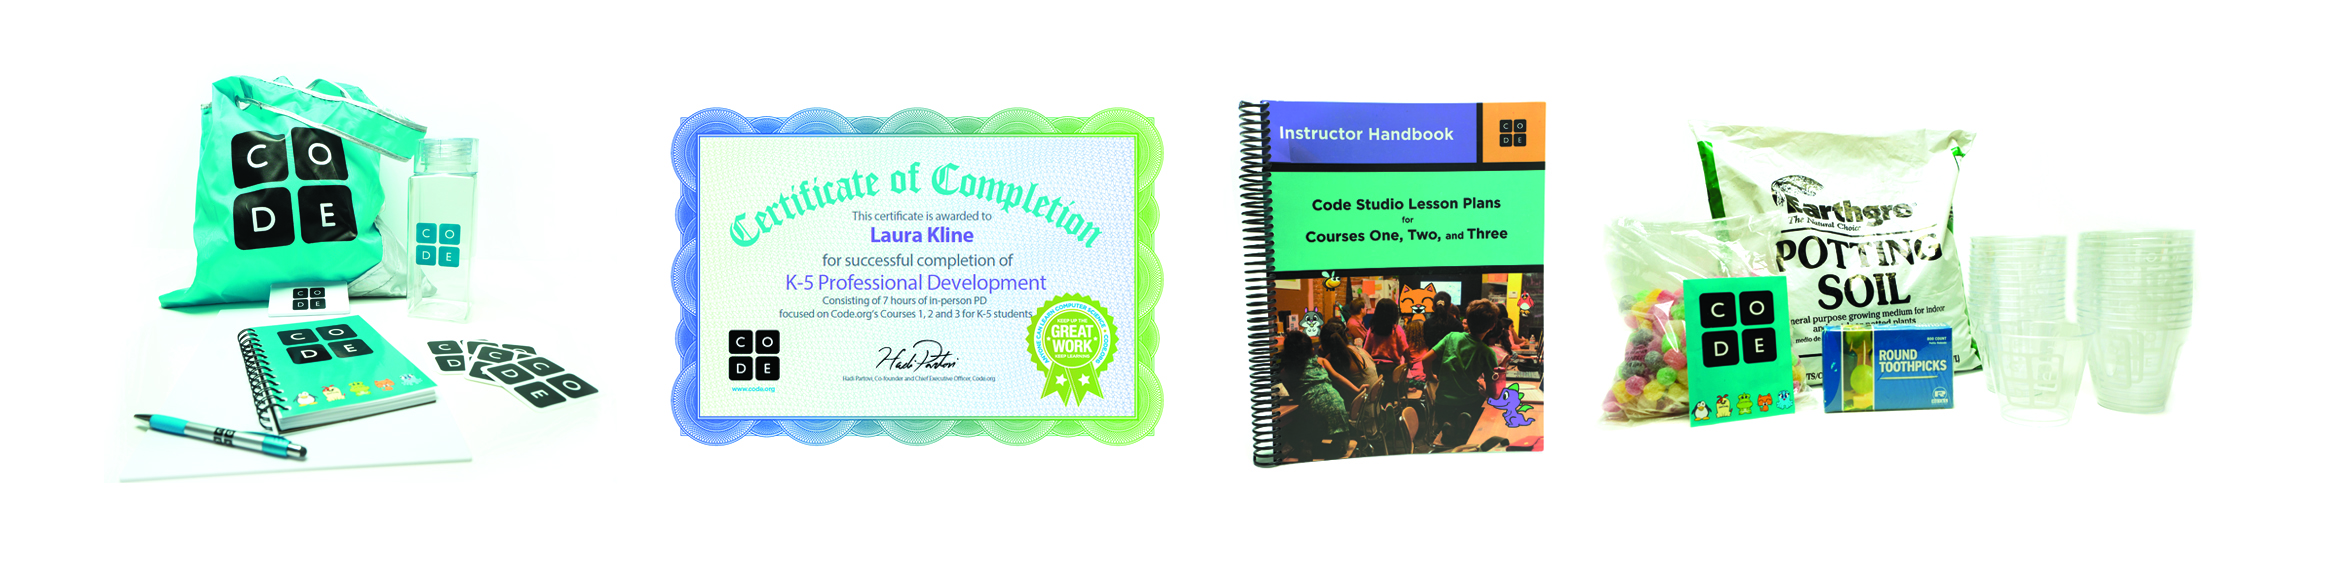 C O
D E
C O
D E
C O
D E
C O
D E
C O
D E
Certificate of Completion
This certificate is awarded to
Laura Kline
for successful completion of
K-5 Professional Development
Consisting of 7 hours of in-person PD
focused on Code.org's Courses 1, 2 and 3 for K-5 students
C O
D E
www.code.org
Hadi Partovi
Hadi Partovi, Co-founder and Chief Executive Officer, Code.org
ANYONE CAN LEARN COMPUTER SCIENCE
KEEP UP THE
GREAT
WORK
KEEP LEARNING
Instructor Handbook
C O
D E
Code Studio Lesson Plans
for
Courses One, Two, and Three
Earthgro
The Natural Choice
POTTING
SOIL
neral purpose growing medium for indoor
potted plants
C O
D E
ROUND
TOOTHPICKS